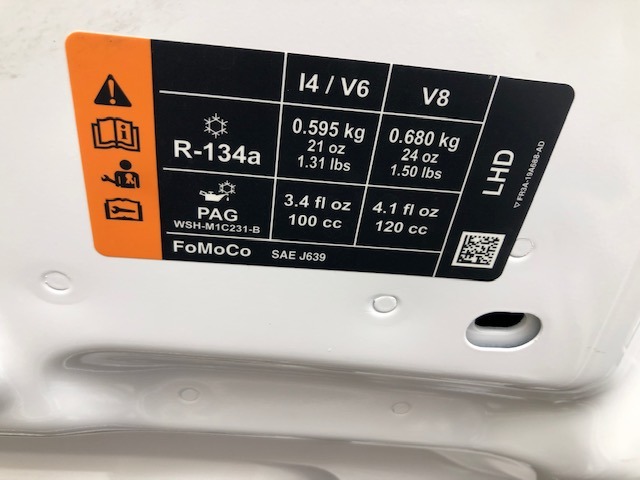 I4 / V6
V8
R-134a
0.595 kg
21 oz
1.31 lbs
0.680 kg
24 oz
1.50 lbs
PAG
WSH-M1C231-B
3.4 fl oz
100 cc
4.1 fl oz
120 cc
FoMoCo SAE J639
LHD
FR3A-19A688-AD